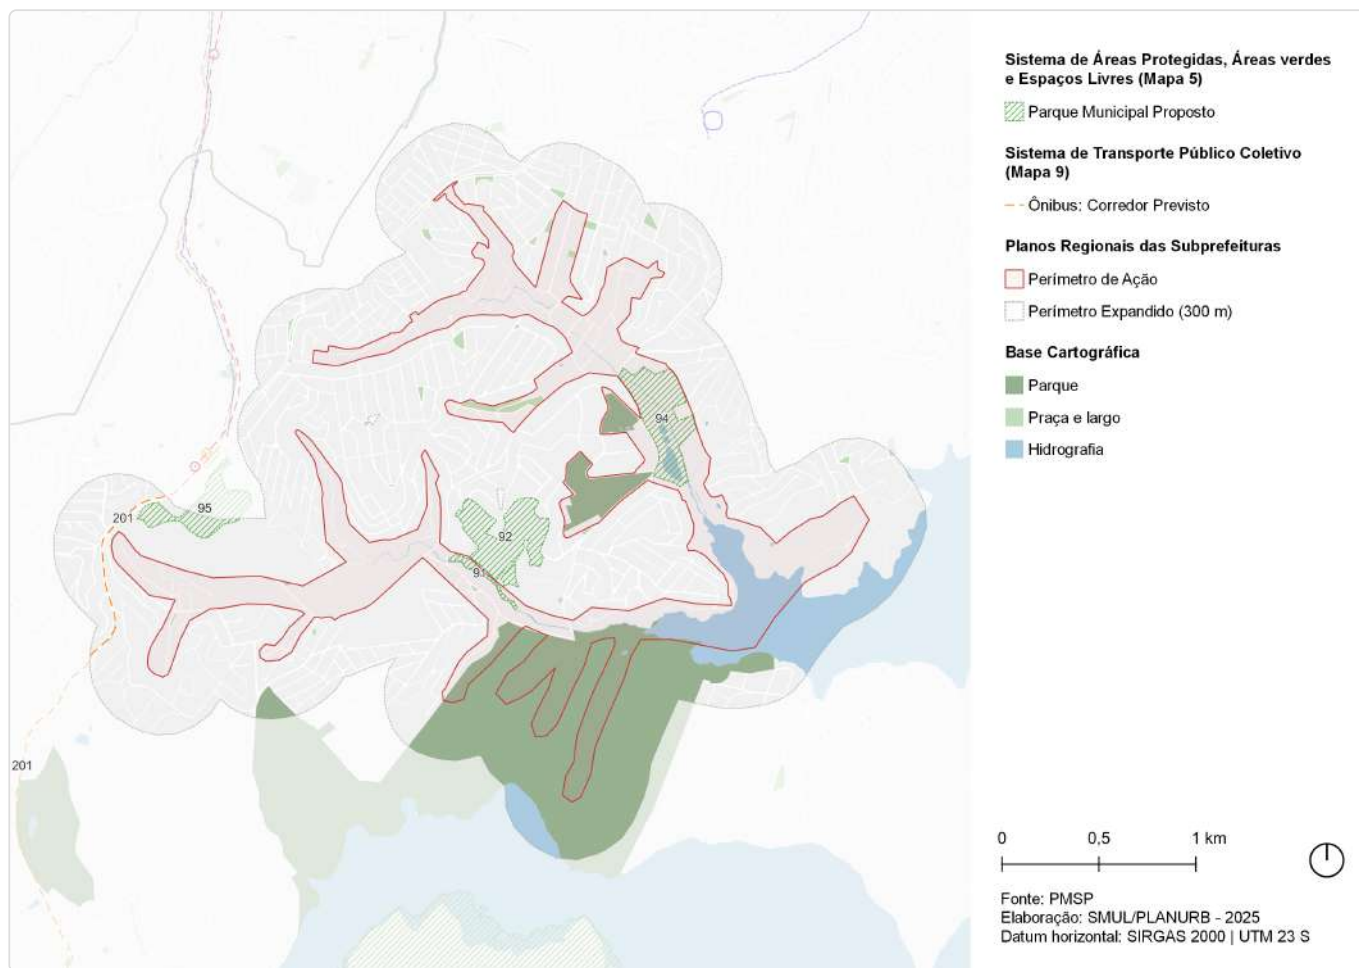 Sistema de Áreas Protegidas, Áreas verdes
e Espaços Livres (Mapa 5)
Parque Municipal Proposto
Sistema de Transporte Público Coletivo
(Mapa 9)
Ônibus: Corredor Previsto
Planos Regionais das Subprefeituras
Perímetro de Ação
Perímetro Expandido (300 m)
Base Cartográfica
Parque
Praça e largo
Hidrografia
94
95
201
92
91
201
0 0,5 1 km
Fonte: PMSP
Elaboração: SMUL/PLANURB - 2025
Datum horizontal: SIRGAS 2000 | UTM 23 S